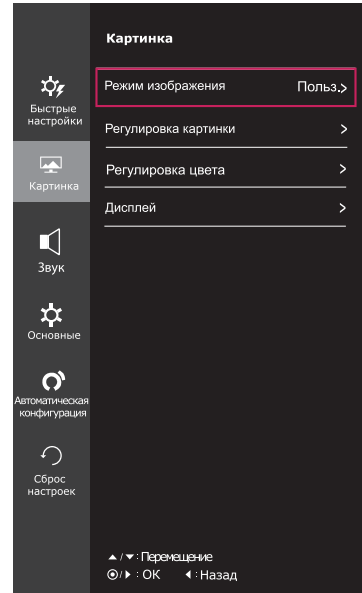 Картинка
Режим изображения Польз.
Регулировка картинки
Регулировка цвета
Дисплей
Быстрые
настройки
Картинка
Звук
Основные
Автоматическая
конфигурация
Сброс
настроек
▲/▼: Перемещение
◉/▶ : ОК ◀ : Назад